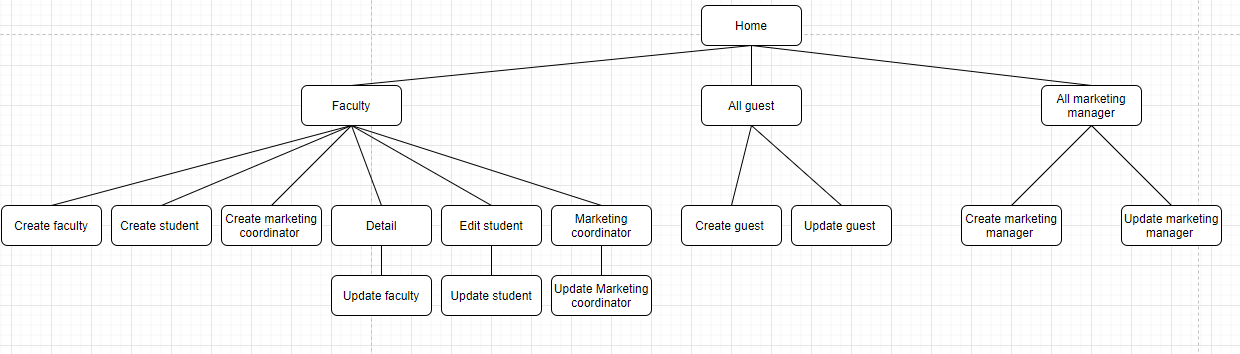 Home
Faculty
All guest
All marketing
manager
Create faculty
Create student
Create marketing
coordinator
Detail
Edit student
Marketing
coordinator
Create guest
Update guest
Create marketing
manager
Update marketing
manager
Update faculty
Update student
Update Marketing
coordinator